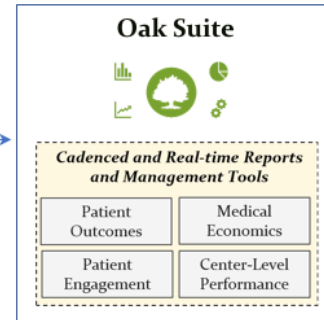 Oak Suite
Cadenced and Real-time Reports
and Management Tools
Patient
Outcomes
Medical
Economics
Patient
Engagement
Center-Level
Performance